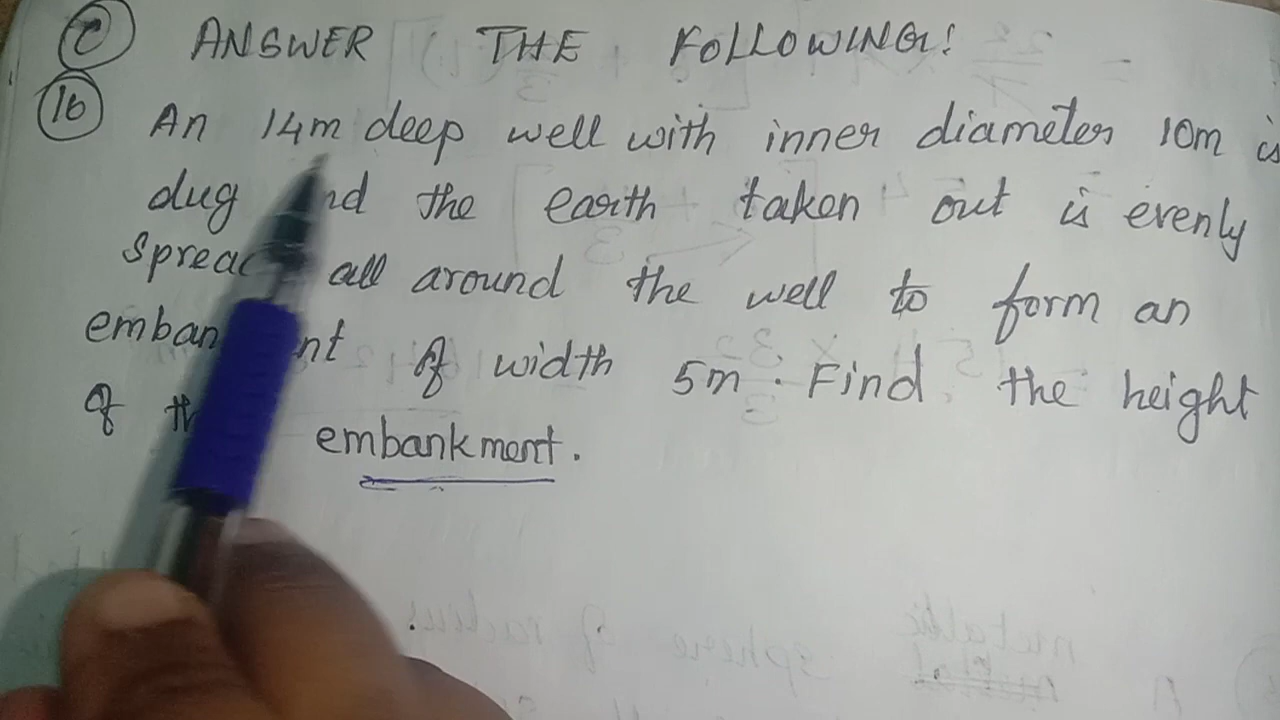 C ANSWER THE FOLLOWING:
16 An 14m deep well with inner diameter 10m is
dug the earth taken out is evenly
all around the well to form an
of width 5m. Find the height
of embankment.